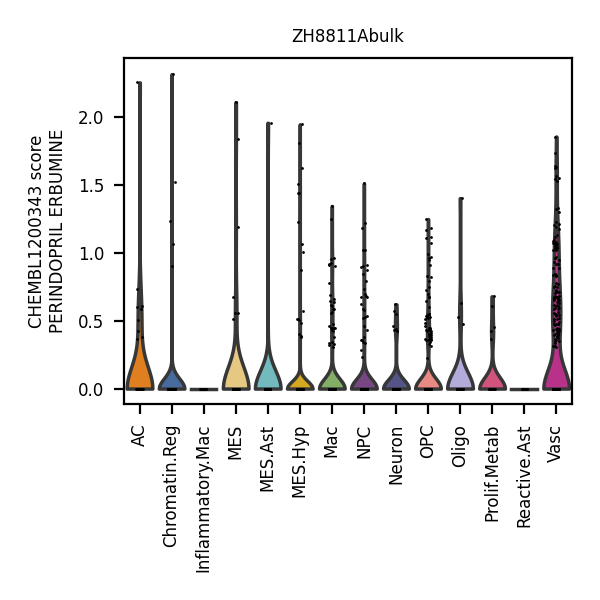 ZH8811Abulk
CHEMBL1200343 score
PERINDOPRIL ERBUMINE
2.0
1.5
1.0
0.5
0.0
AC
Chromatin.Reg
Inflammatory.Mac
MES
MES.Ast
MES.Hyp
Mac
NPC
Neuron
OPC
Oligo
Prolif.Metab
Reactive.Ast
Vasc